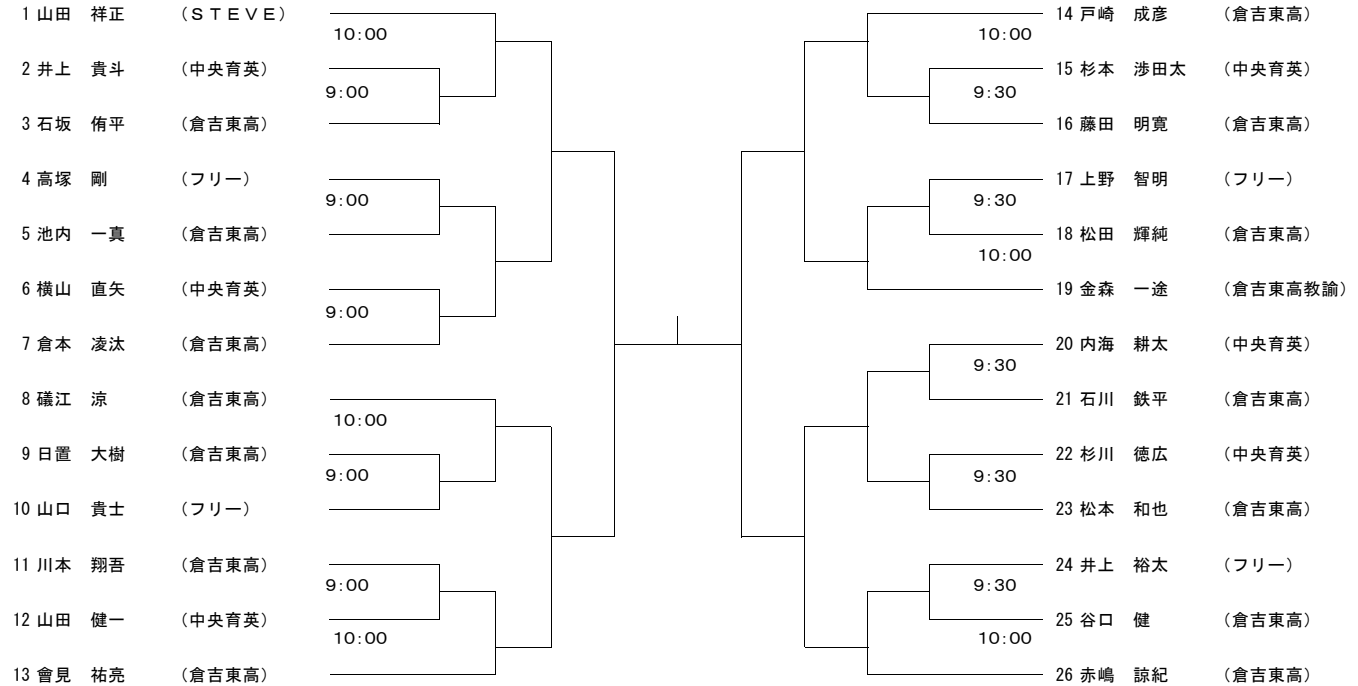 1 山田 祥正 （ＳＴＥＶＥ）
10:00
2 井上 貴斗 （中央育英）
9:00
3 石坂 侑平 （倉吉東高）
4 高塚 剛 （フリー）
9:00
5 池内 一真 （倉吉東高）
6 横山 直矢 （中央育英）
9:00
7 倉本 凌汰 （倉吉東高）
8 礒江 涼 （倉吉東高）
10:00
9 日置 大樹 （倉吉東高）
9:00
10 山口 貴士 （フリー）
11 川本 翔吾 （倉吉東高）
9:00
12 山田 健一 （中央育英）
10:00
13 會見 祐亮 （倉吉東高）
14 戸崎 成彦 （倉吉東高）
10:00
15 杉本 渉田太 （中央育英）
9:30
16 藤田 明寛 （倉吉東高）
17 上野 智明 （フリー）
9:30
18 松田 輝純 （倉吉東高）
10:00
19 金森 一途 （倉吉東高教諭）
20 内海 耕太 （中央育英）
9:30
21 石川 鉄平 （倉吉東高）
22 杉川 徳広 （中央育英）
9:30
23 松本 和也 （倉吉東高）
24 井上 裕太 （フリー）
9:30
25 谷口 健 （倉吉東高）
10:00
26 赤嶋 諒紀 （倉吉東高）